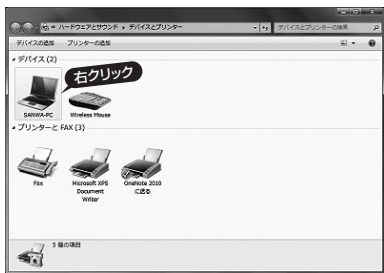 ハードウェアとサウンド ▸ デバイスとプリンター
デバイスとプリンターの検索
デバイスの追加 プリンターの追加
デバイス (2)
右クリック
SANWA-PC
Wireless Mouse
プリンターと FAX (3)
Fax
Microsoft XPS
Document
Writer
OneNote 2010
に送る
5 個の項目